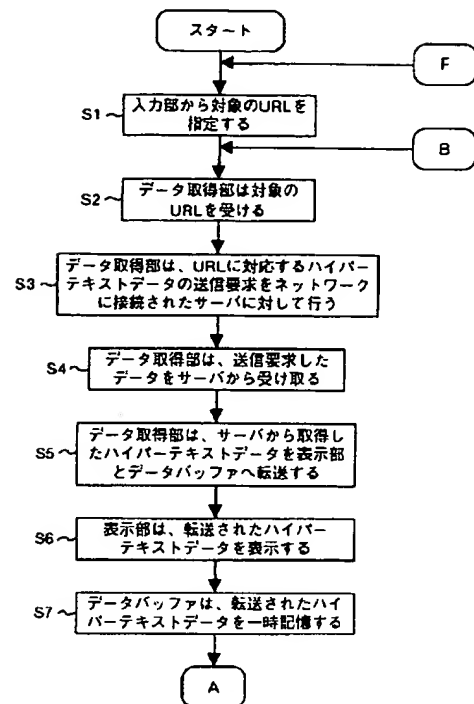 スタート
F
S1
入力部から対象のURLを
指定する
B
S2
データ取得部は対象の
URLを受ける
S3
データ取得部は、URLに対応するハイパー
テキストデータの送信要求をネットワーク
に接続されたサーバに対して行う
S4
データ取得部は、送信要求した
データをサーバから受け取る
S5
データ取得部は、サーバから取得し
たハイパーテキストデータを表示部
とデータバッファへ転送する
S6
表示部は、転送されたハイパー
テキストデータを表示する
S7
データバッファは、転送されたハイ
パーテキストデータを一時記憶する
A